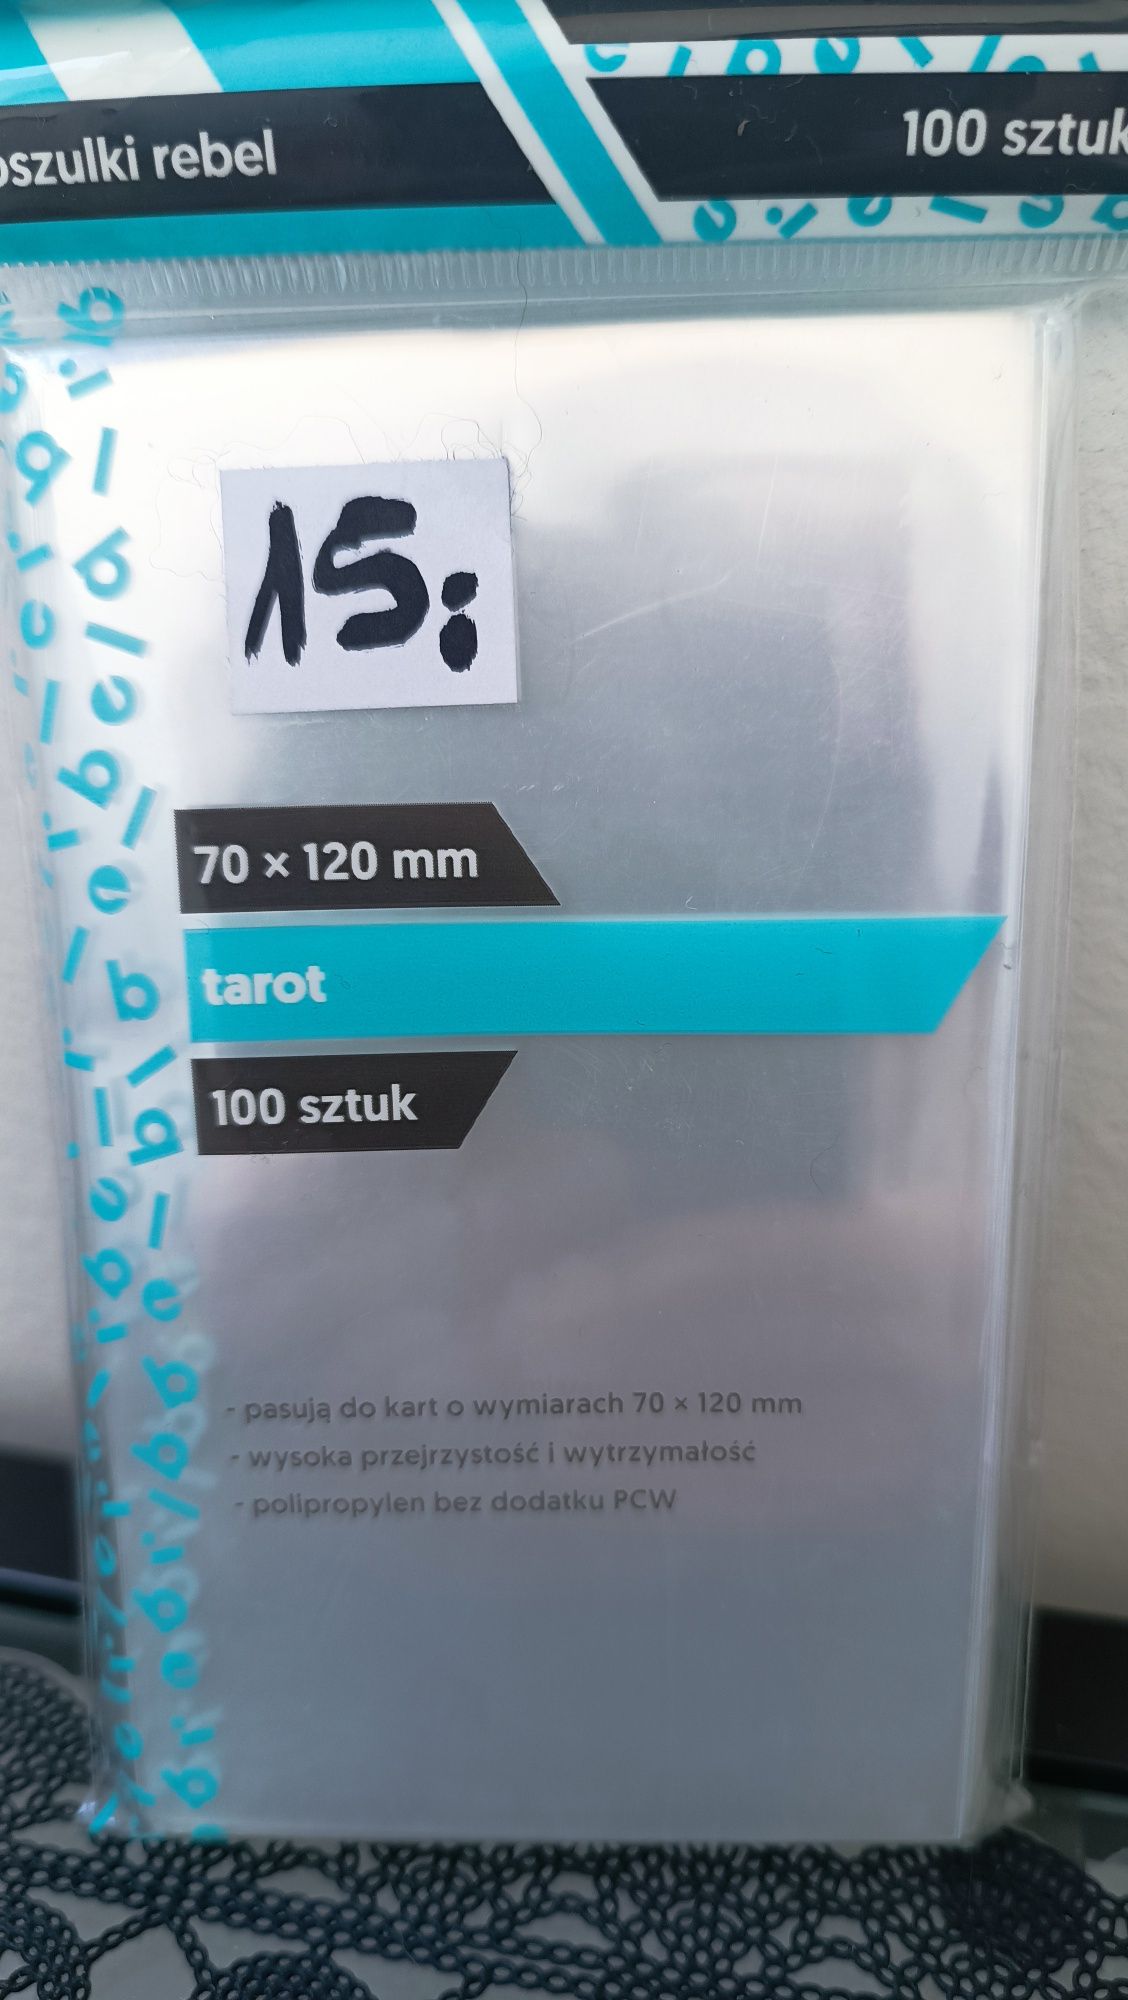 oszulki rebel
100 sztuk
15:
70 × 120 mm
tarot
100 sztuk
- pasują do kart o wymiarach 70 × 120 mm
- wysoka przejrzystość i wytrzymałość
- polipropylen bez dodatku PCW